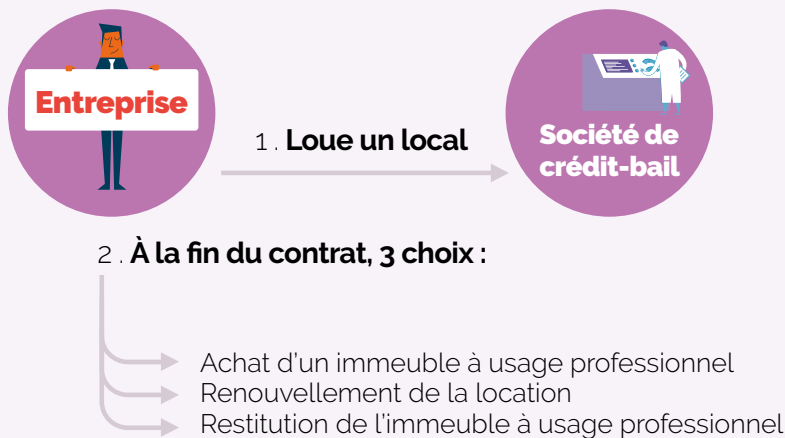 Entreprise
1 . Loue un local
Société de
crédit-bail
2 . À la fin du contrat, 3 choix :
Achat d’un immeuble à usage professionnel
Renouvellement de la location
Restitution de l’immeuble à usage professionnel